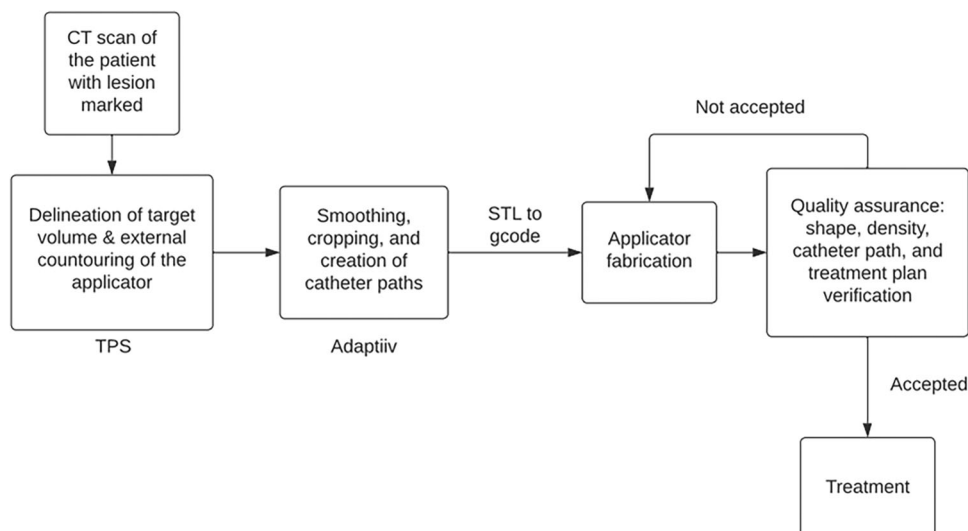 CT scan of
the patient
with lesion
marked
Delineation of target
volume & external
countouring of the
applicator
TPS
Smoothing,
cropping, and
creation of
catheter paths
Adaptiiv
STL to
gcode
Applicator
fabrication
Not accepted
Quality assurance:
shape, density,
catheter path, and
treatment plan
verification
Accepted
Treatment